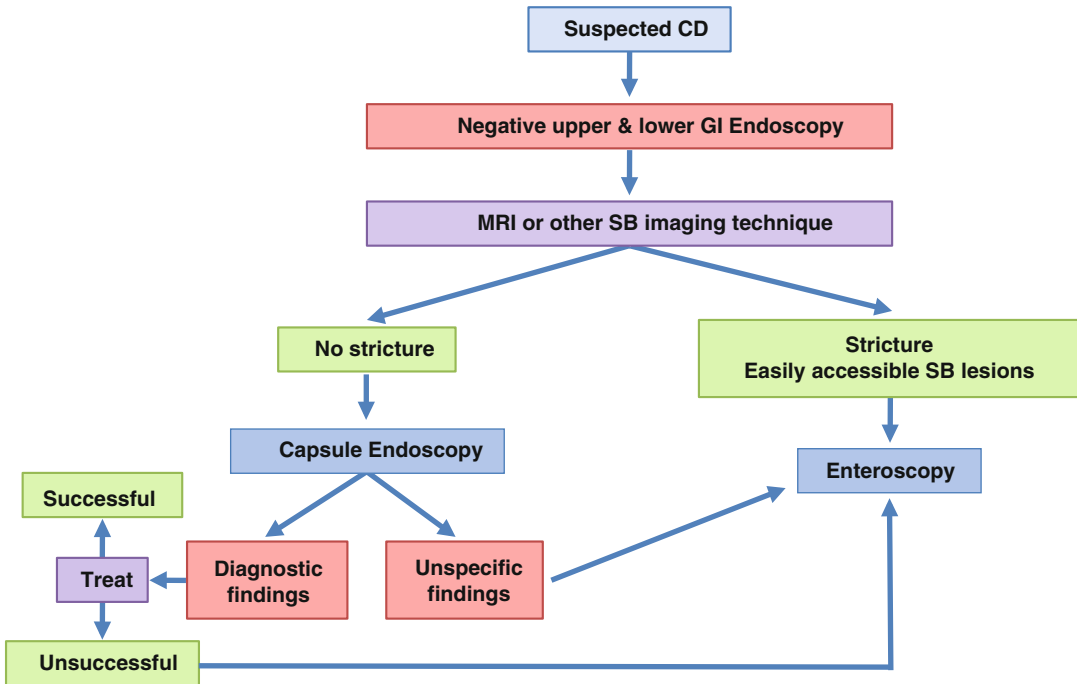 Suspected CD
Negative upper & lower GI Endoscopy
MRI or other SB imaging technique
No stricture
Stricture
Easily accessible SB lesions
Capsule Endoscopy
Enteroscopy
Successful
Treat
Diagnostic
findings
Unspecific
findings
Unsuccessful